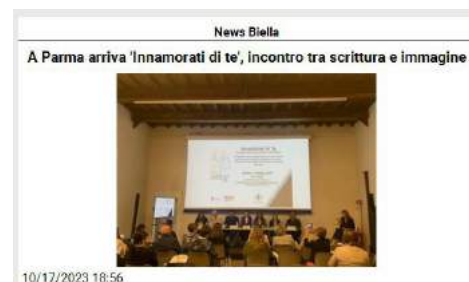 News Biella
A Parma arriva 'Innamorati di te', incontro tra scrittura e immagine
10/17/2023 18:56